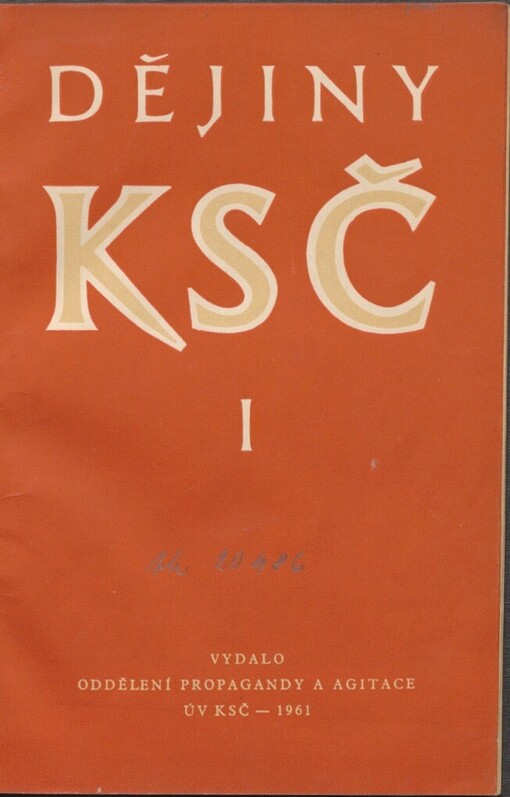 DĚJINY
KSČ
I
VYDALO
ODDĚLENÍ PROPAGANDY A AGITACE
ÚV KSČ — 1961